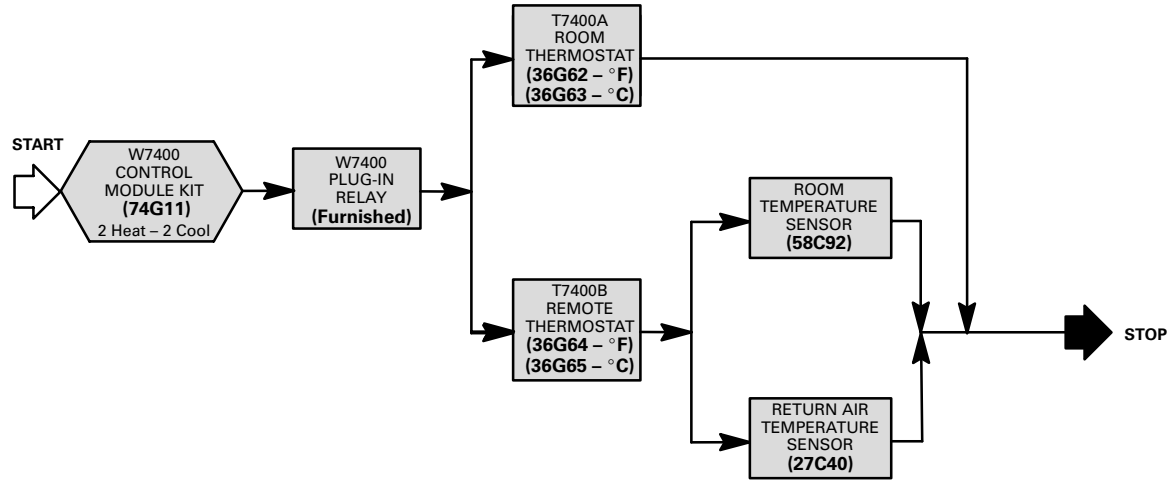 START
W7400
CONTROL
MODULE KIT
(74G11)
2 Heat – 2 Cool
W7400
PLUG-IN
RELAY
(Furnished)
T7400A
ROOM
THERMOSTAT
(36G62 – °F)
(36G63 – °C)
T7400B
REMOTE
THERMOSTAT
(36G64 – °F)
(36G65 – °C)
ROOM
TEMPERATURE
SENSOR
(58C92)
RETURN AIR
TEMPERATURE
SENSOR
(27C40)
STOP